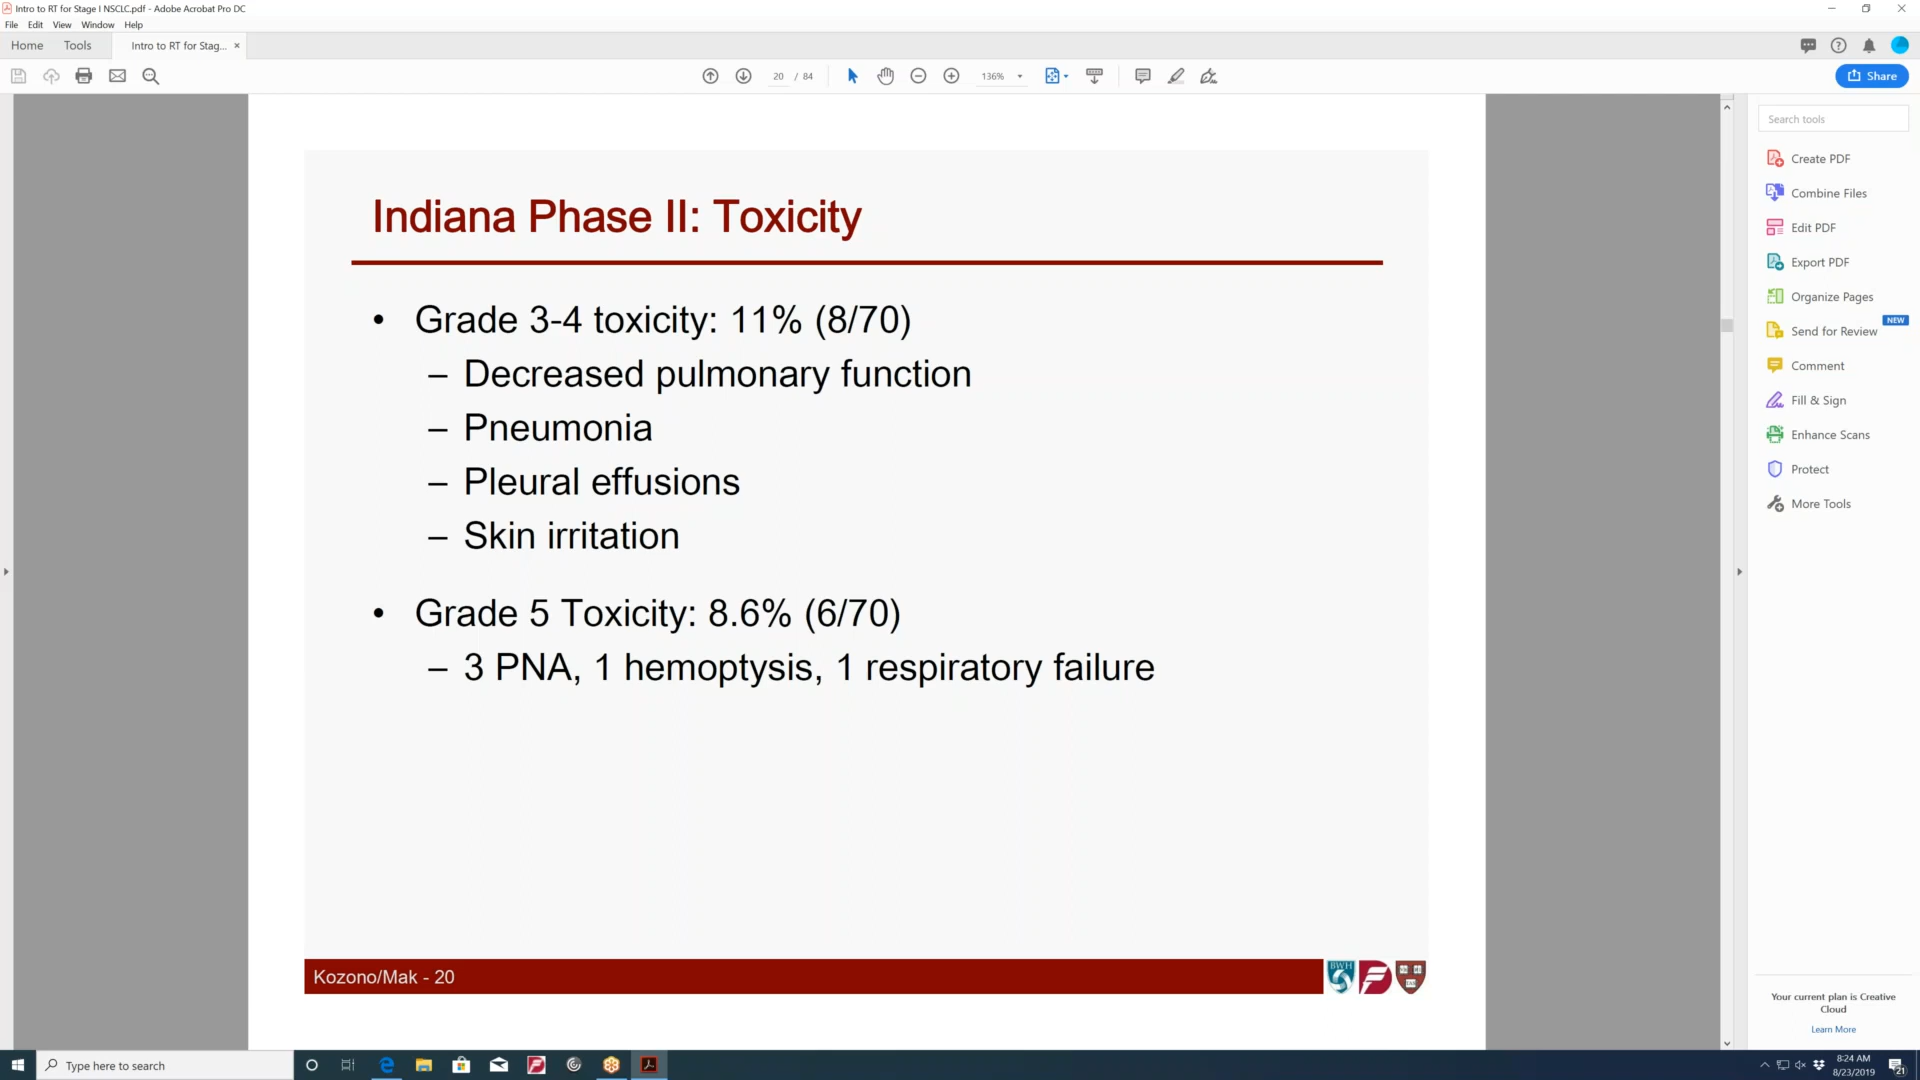 Intro to RT for Stage I NSCLC.pdf - Adobe Acrobat Pro DC
File Edit View Window Help
Home Tools Intro to RT for Stag... ×
20 / 84 136%
Share
Search tools
Create PDF
Combine Files
Edit PDF
Export PDF
Organize Pages
Send for Review NEW
Comment
Fill & Sign
Enhance Scans
Protect
More Tools
Your current plan is Creative
Cloud
Learn More
Indiana Phase II: Toxicity
• Grade 3-4 toxicity: 11% (8/70)
– Decreased pulmonary function
– Pneumonia
– Pleural effusions
– Skin irritation
• Grade 5 Toxicity: 8.6% (6/70)
– 3 PNA, 1 hemoptysis, 1 respiratory failure
Kozono/Mak - 20
BWH
Type here to search
8:24 AM
8/23/2019
21